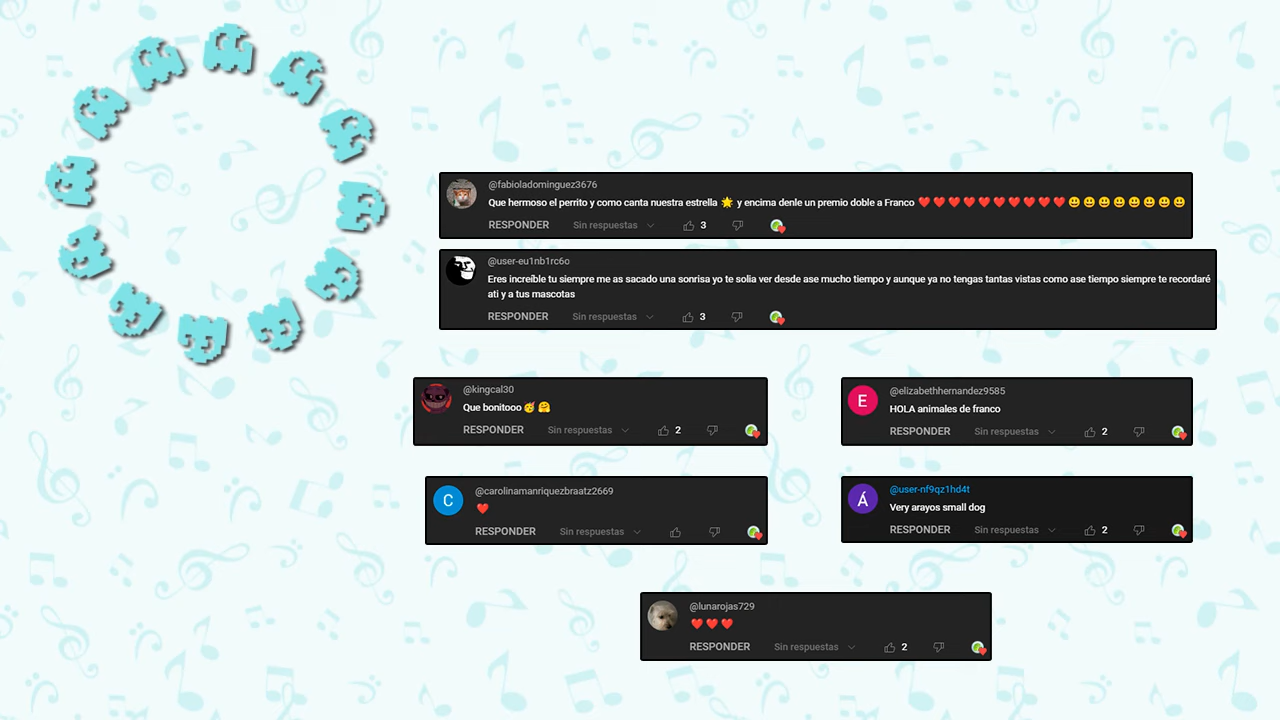 @fabioladominguez3676
Que hermoso el perrito y como canta nuestra estrella 🌟 y encima denle un premio doble a Franco ❤️❤️❤️❤️❤️❤️❤️❤️❤️❤️😃😃😃😃😃😃😃😃
RESPONDER Sin respuestas 3
@user-eu1nb1rc6o
Eres increíble tu siempre me as sacado una sonrisa yo te solia ver desde ase mucho tiempo y aunque ya no tengas tantas vistas como ase tiempo siempre te recordaré
ati y a tus mascotas
RESPONDER Sin respuestas 3
@kingcal30
Que bonitooo 🥳 🤗
RESPONDER Sin respuestas 2
E
@elizabethhernandez9585
HOLA animales de franco
RESPONDER Sin respuestas 2
C
@carolinamanriquezbraatz2669
❤️
RESPONDER Sin respuestas
Á
@user-nf9qz1hd4t
Very arayos small dog
RESPONDER Sin respuestas 2
@lunarojas729
❤️❤️❤️
RESPONDER Sin respuestas 2